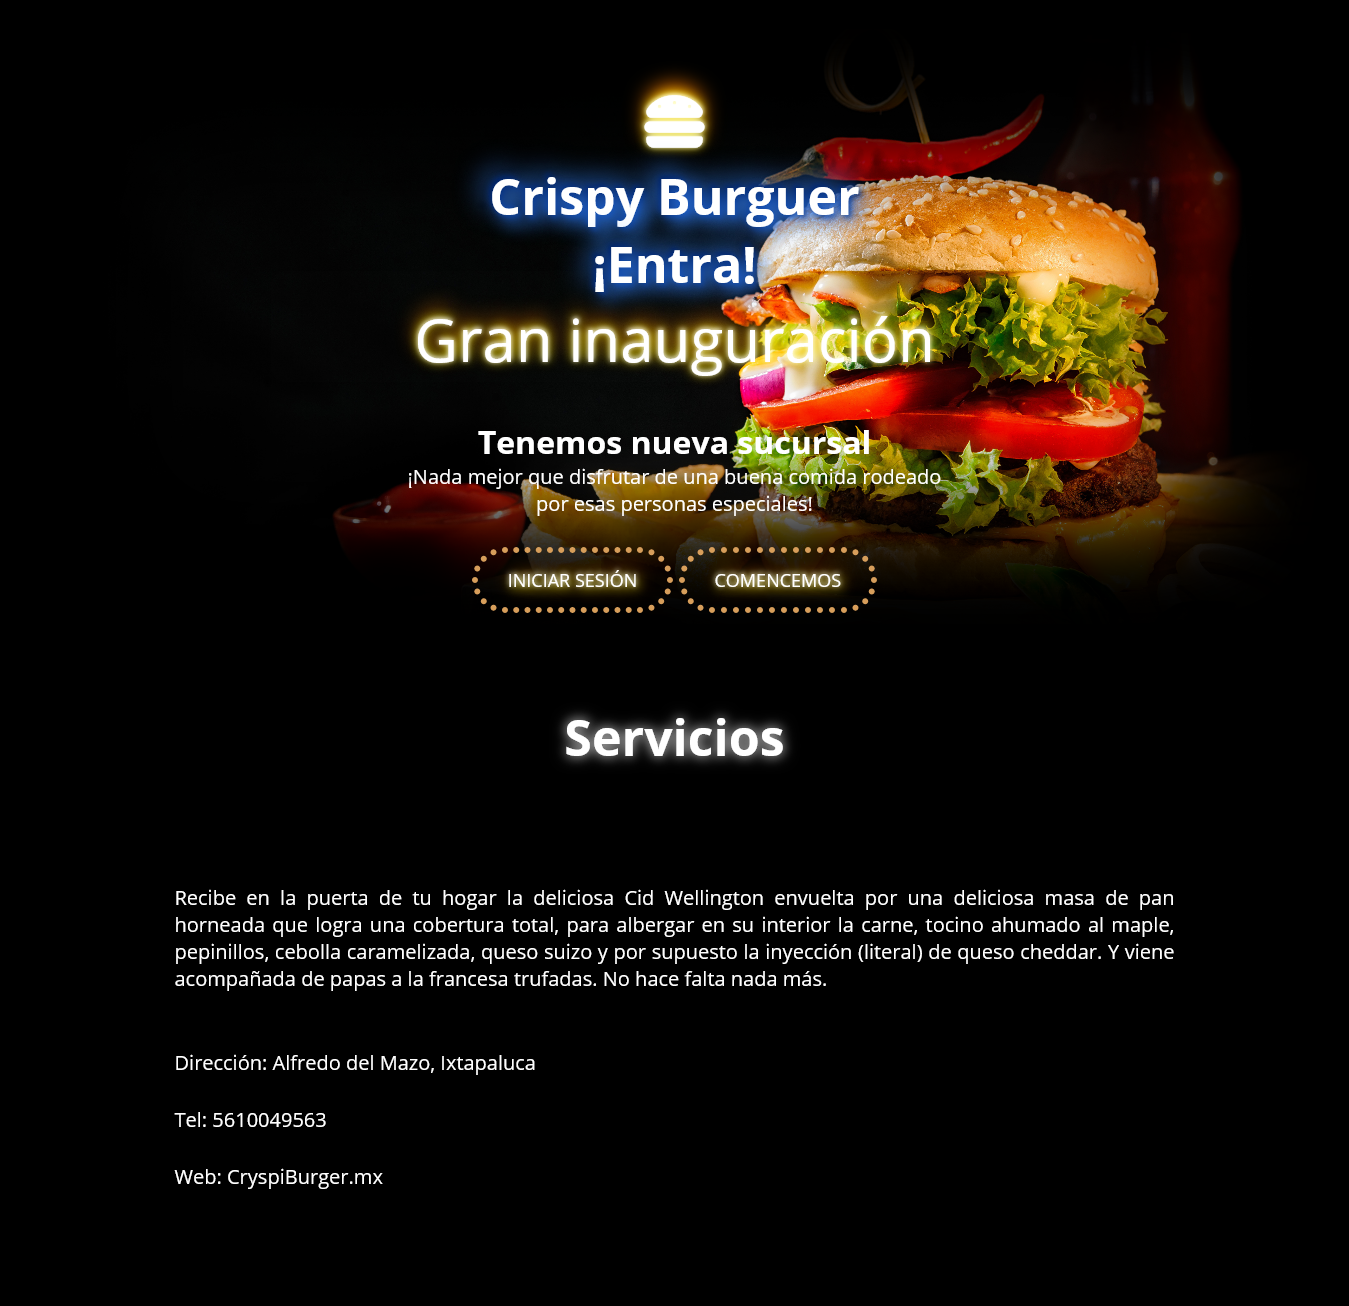 Crispy Burguer
¡Entra!
Gran inauguración
Tenemos nueva sucursal
¡Nada mejor que disfrutar de una buena comida rodeado
por esas personas especiales!
INICIAR SESIÓN COMENCEMOS
Servicios
Recibe en la puerta de tu hogar la deliciosa Cid Wellington envuelta por una deliciosa masa de pan
horneada que logra una cobertura total, para albergar en su interior la carne, tocino ahumado al maple,
pepinillos, cebolla caramelizada, queso suizo y por supuesto la inyección (literal) de queso cheddar. Y viene
acompañada de papas a la francesa trufadas. No hace falta nada más.
Dirección: Alfredo del Mazo, Ixtapaluca
Tel: 5610049563
Web: CryspiBurger.mx